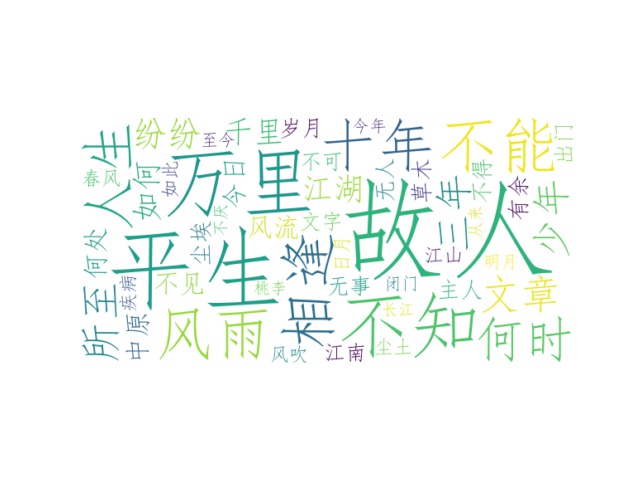 纷纷
至今
千里
岁月
十年
今年
不能
出门
人生
春风
如何
如此
万里
今日
不厌
不可
江湖
无人
草木
三年
不得
从来
有余
少年
故人
何处
平生
尘埃
风流
文字
日月
相逢
江山
明月
所至
疾病
中原
不见
桃李
无事
闭门
主人
文章
风雨
风吹
江南
长江
尘土
不知
何时